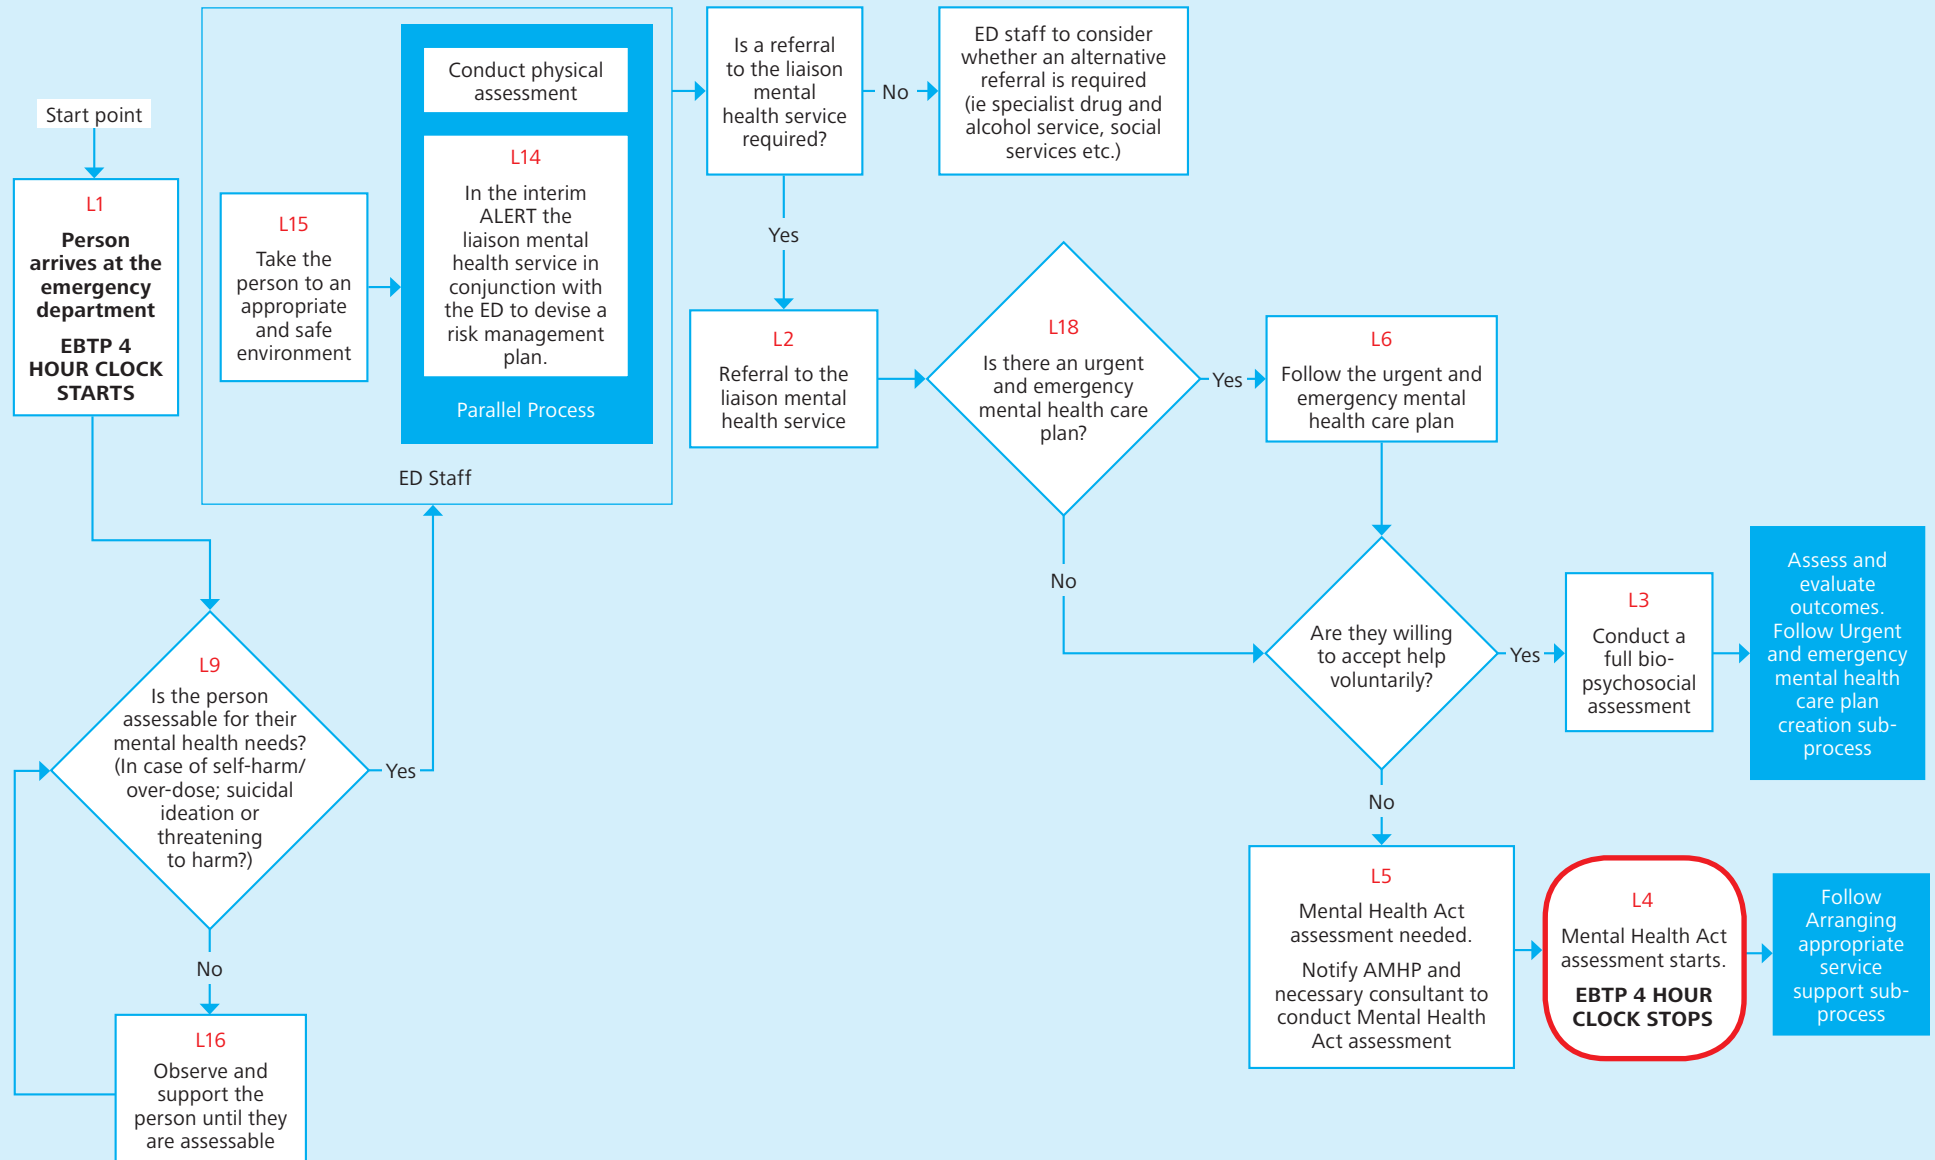 Start point
L1
Person
arrives at the
emergency
department
EBTP 4
HOUR CLOCK
STARTS
L9
Is the person
assessable for their
mental health needs?
(In case of self-harm/
over-dose; suicidal
ideation or
threatening
to harm?)
Yes
No
L16
Observe and
support the
person until they
are assessable
L15
Take the
person to an
appropriate
and safe
environment
Conduct physical
assessment
L14
In the interim
ALERT the
liaison mental
health service in
conjunction with
the ED to devise a
risk management
plan.
Parallel Process
ED Staff
Is a referral
to the liaison
mental
health service
required?
No
ED staff to consider
whether an alternative
referral is required
(ie specialist drug and
alcohol service, social
services etc.)
Yes
L2
Referral to the
liaison mental
health service
L18
Is there an urgent
and emergency
mental health care
plan?
Yes
L6
Follow the urgent and
emergency mental
health care plan
No
Are they willing
to accept help
voluntarily?
Yes
L3
Conduct a
full bio-
psychosocial
assessment
Assess and
evaluate
outcomes.
Follow Urgent
and emergency
mental health
care plan
creation sub-
process
No
L5
Mental Health Act
assessment needed.
Notify AMHP and
necessary consultant to
conduct Mental Health
Act assessment
L4
Mental Health Act
assessment starts.
EBTP 4 HOUR
CLOCK STOPS
Follow
Arranging
appropriate
service
support sub-
process